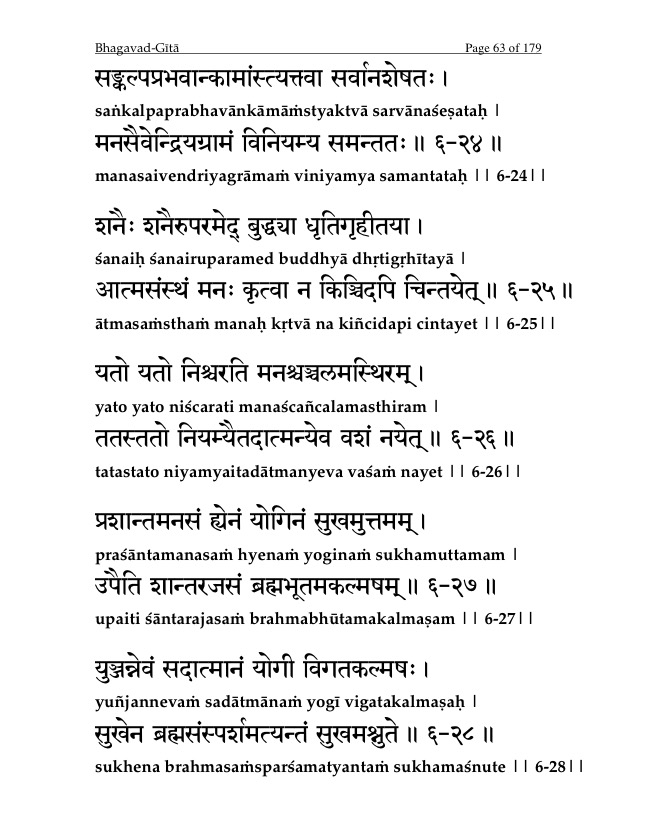 Bhagavad-Gītā Page 63 of 179
सङ्कल्पप्रभवान्कामांस्त्यक्त्वा सर्वानशेषतः ।
saṅkalpaprabhavānkāmāṁstyaktvā sarvānaśeṣataḥ |
मनसैवेन्द्रियग्रामं विनियम्य समन्ततः ॥ ६-२४ ॥
manasaivendriyagrāmaṁ viniyamya samantataḥ || 6-24||
शनैः शनैरुपरमेद् बुद्ध्या धृतिगृहीतया ।
śanaiḥ śanairuparamed buddhyā dhṛtigṛhītayā |
आत्मसंस्थं मनः कृत्वा न किञ्चिदपि चिन्तयेत् ॥ ६-२५ ॥
ātmasaṁsthaṁ manaḥ kṛtvā na kiñcidapi cintayet || 6-25||
यतो यतो निश्चरति मनश्चञ्चलमस्थिरम् ।
yato yato niścarati manaścañcalamasthiram |
ततस्ततो नियम्यैतदात्मन्येव वशं नयेत् ॥ ६-२६ ॥
tatastato niyamyaitadātmanyeva vaśaṁ nayet || 6-26||
प्रशान्तमनसं ह्येनं योगिनं सुखमुत्तमम् ।
praśāntamanasaṁ hyenaṁ yoginaṁ sukhamuttamam |
उपैति शान्तरजसं ब्रह्मभूतमकल्मषम् ॥ ६-२७ ॥
upaiti śāntarajasaṁ brahmabhūtamakalmaṣam || 6-27||
युञ्जन्नेवं सदात्मानं योगी विगतकल्मषः ।
yuñjannevaṁ sadātmānaṁ yogī vigatakalmaṣaḥ |
सुखेन ब्रह्मसंस्पर्शमत्यन्तं सुखमश्नुते ॥ ६-२८ ॥
sukhena brahmasaṁsparśamatyantaṁ sukhamaśnute || 6-28||